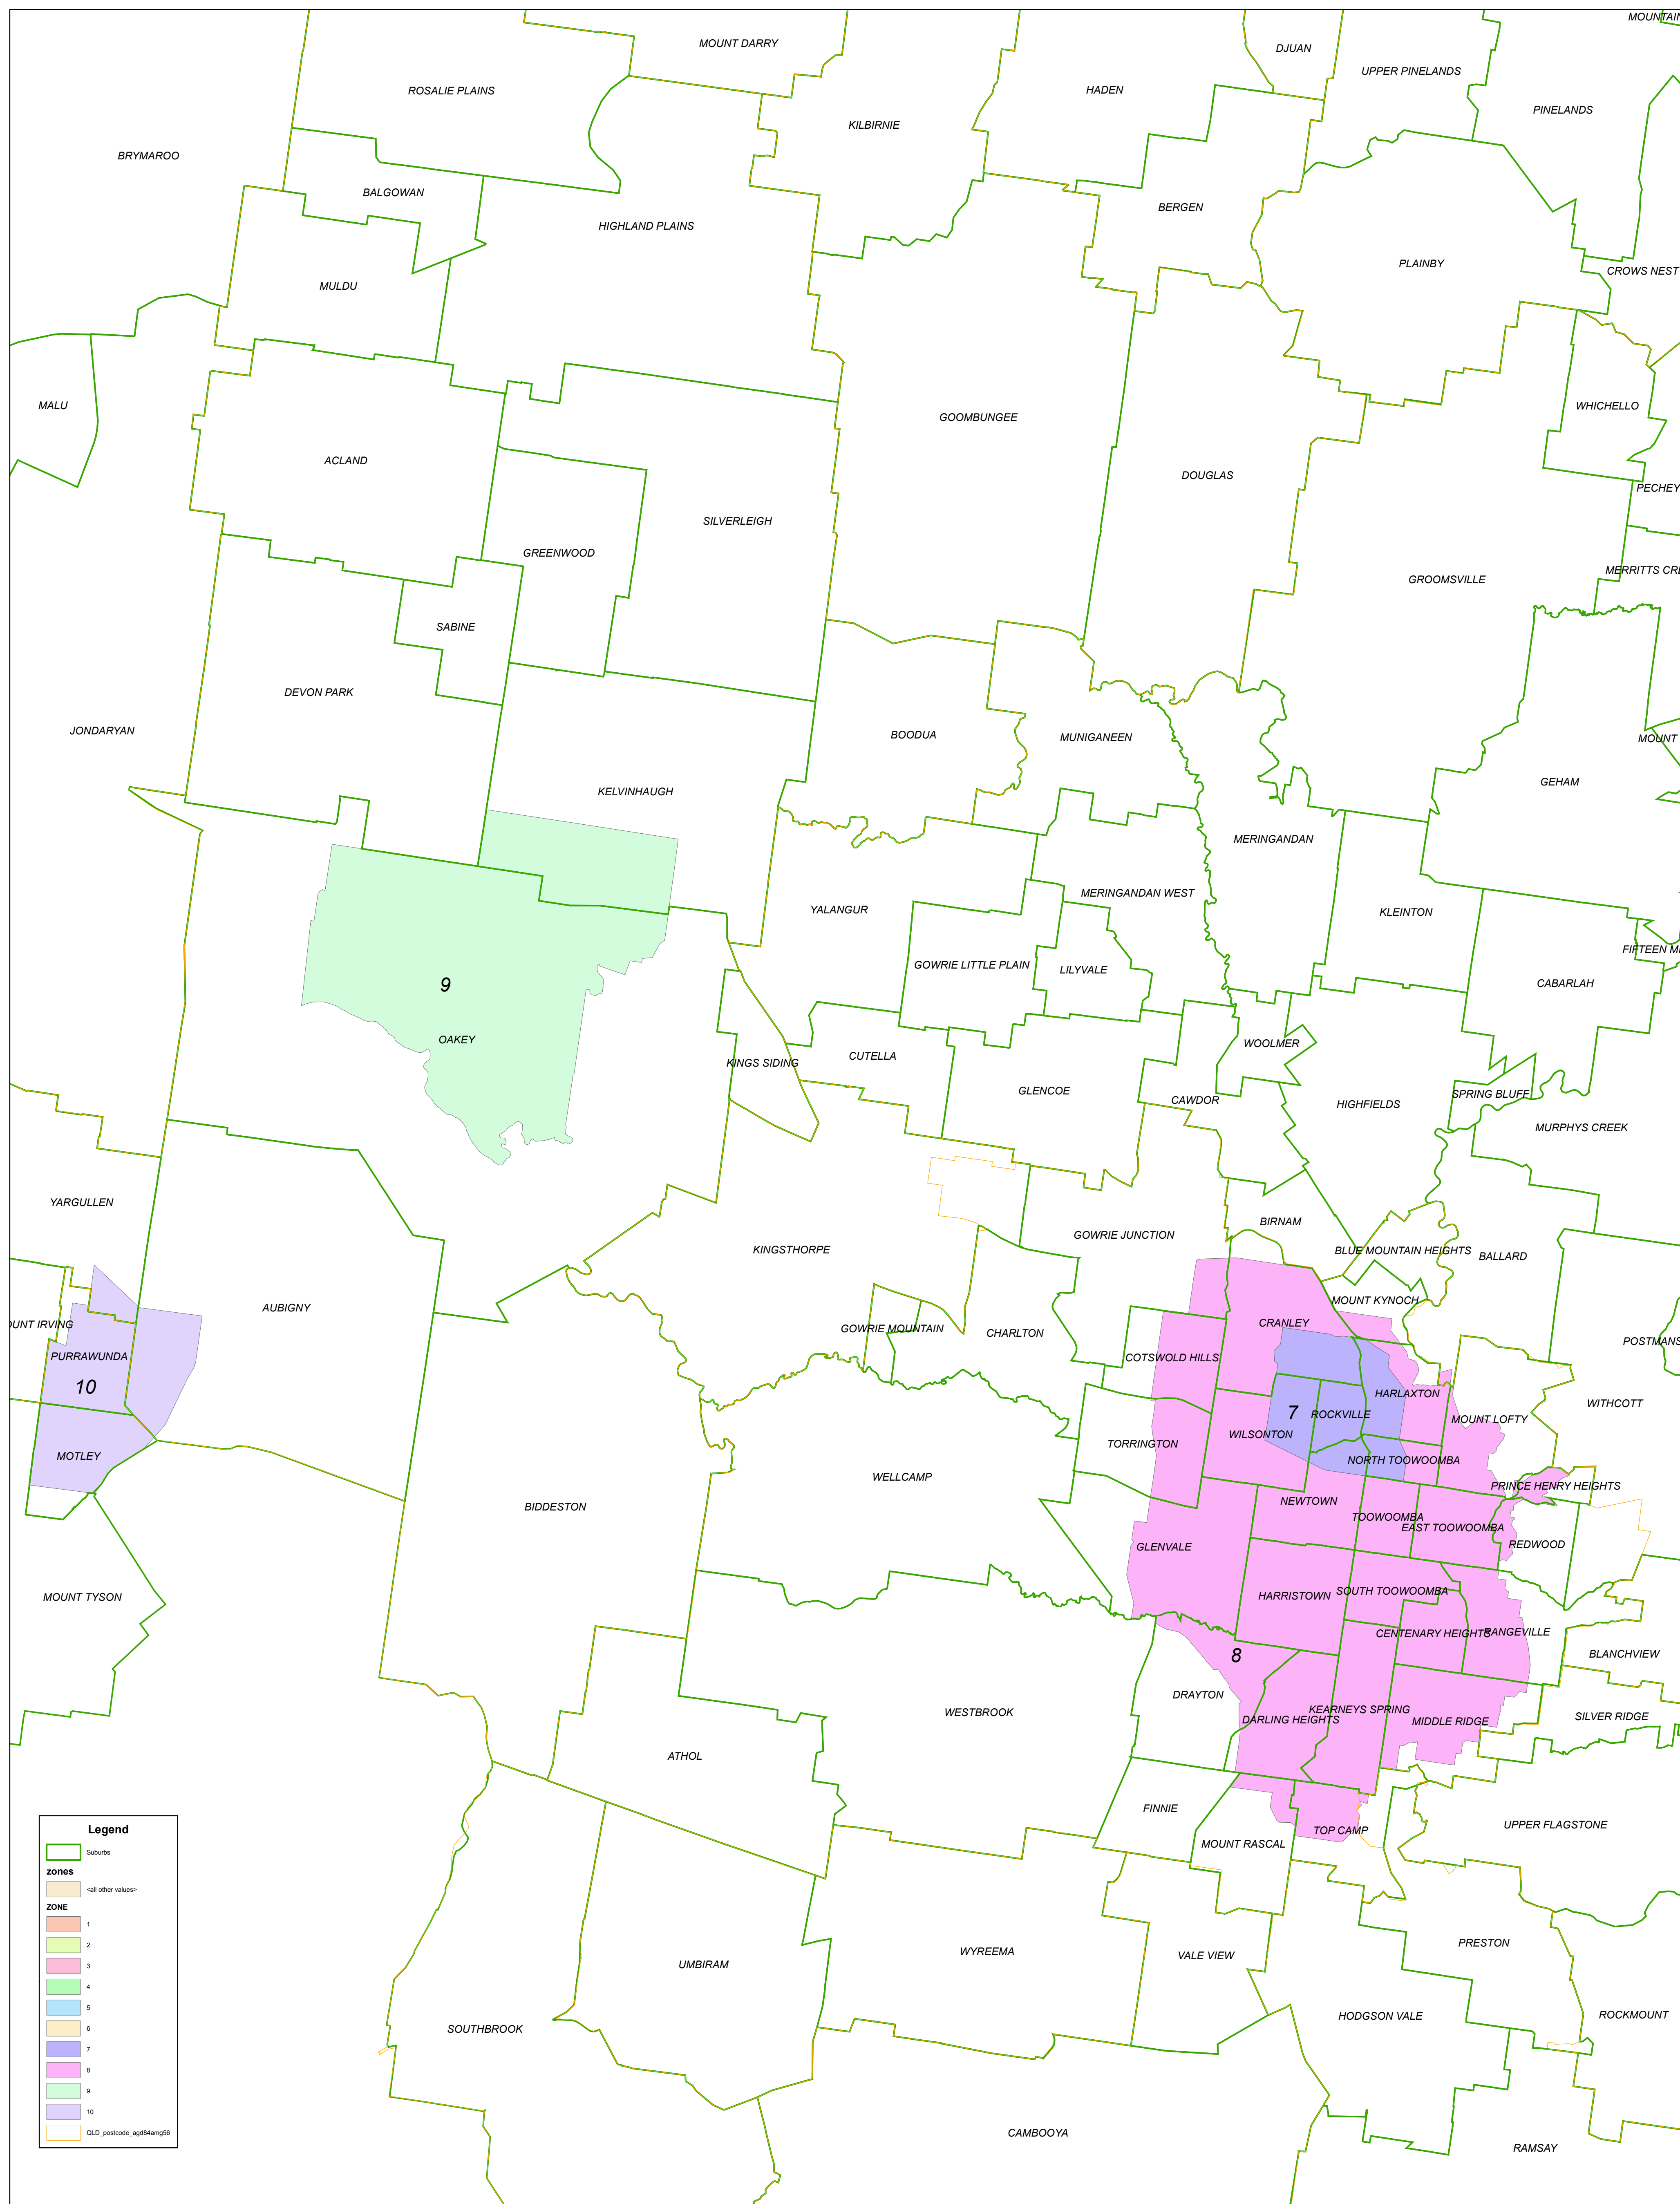 MOUNTAIN
MOUNT DARRY
DJUAN
UPPER PINELANDS
ROSALIE PLAINS
HADEN
PINELANDS
KILBIRNIE
BRYMAROO
BALGOWAN
BERGEN
HIGHLAND PLAINS
PLAINBY
CROWS NEST
MULDU
MALU
WHICHELLO
GOOMBUNGEE
ACLAND
DOUGLAS
PECHEY
SILVERLEIGH
GREENWOOD
MERRITTS CRE
GROOMSVILLE
SABINE
DEVON PARK
JONDARYAN
BOODUA
MUNIGANEEN
MOUNT
GEHAM
KELVINHAUGH
MERINGANDAN
MERINGANDAN WEST
YALANGUR
KLEINTON
FIFTEEN MI
GOWRIE LITTLE PLAIN
LILYVALE
CABARLAH
9
OAKEY
WOOLMER
CUTELLA
KINGS SIDING
GLENCOE
SPRING BLUFF
CAWDOR
HIGHFIELDS
MURPHYS CREEK
YARGULLEN
BIRNAM
GOWRIE JUNCTION
KINGSTHORPE
BLUE MOUNTAIN HEIGHTS
BALLARD
MOUNT KYNOCH
AUBIGNY
OUNT IRVING
CRANLEY
GOWRIE MOUNTAIN
CHARLTON
POSTMANS
PURRAWUNDA
COTSWOLD HILLS
10
HARLAXTON
WITHCOTT
7
ROCKVILLE
MOUNT LOFTY
WILSONTON
TORRINGTON
MOTLEY
NORTH TOOWOOMBA
WELLCAMP
PRINCE HENRY HEIGHTS
NEWTOWN
BIDDESTON
TOOWOOMBA
EAST TOOWOOMBA
GLENVALE
REDWOOD
SOUTH TOOWOOMBA
HARRISTOWN
MOUNT TYSON
CENTENARY HEIGHTS
RANGEVILLE
8
BLANCHVIEW
DRAYTON
KEARNEYS SPRING
WESTBROOK
SILVER RIDGE
DARLING HEIGHTS
MIDDLE RIDGE
ATHOL
FINNIE
UPPER FLAGSTONE
TOP CAMP
MOUNT RASCAL
PRESTON
WYREEMA
VALE VIEW
UMBIRAM
ROCKMOUNT
HODGSON VALE
SOUTHBROOK
CAMBOOYA
RAMSAY
Legend
Suburbs
zones
<all other values>
ZONE
1
2
3
4
5
6
7
8
9
10
QLD_postcode_agd84amg56